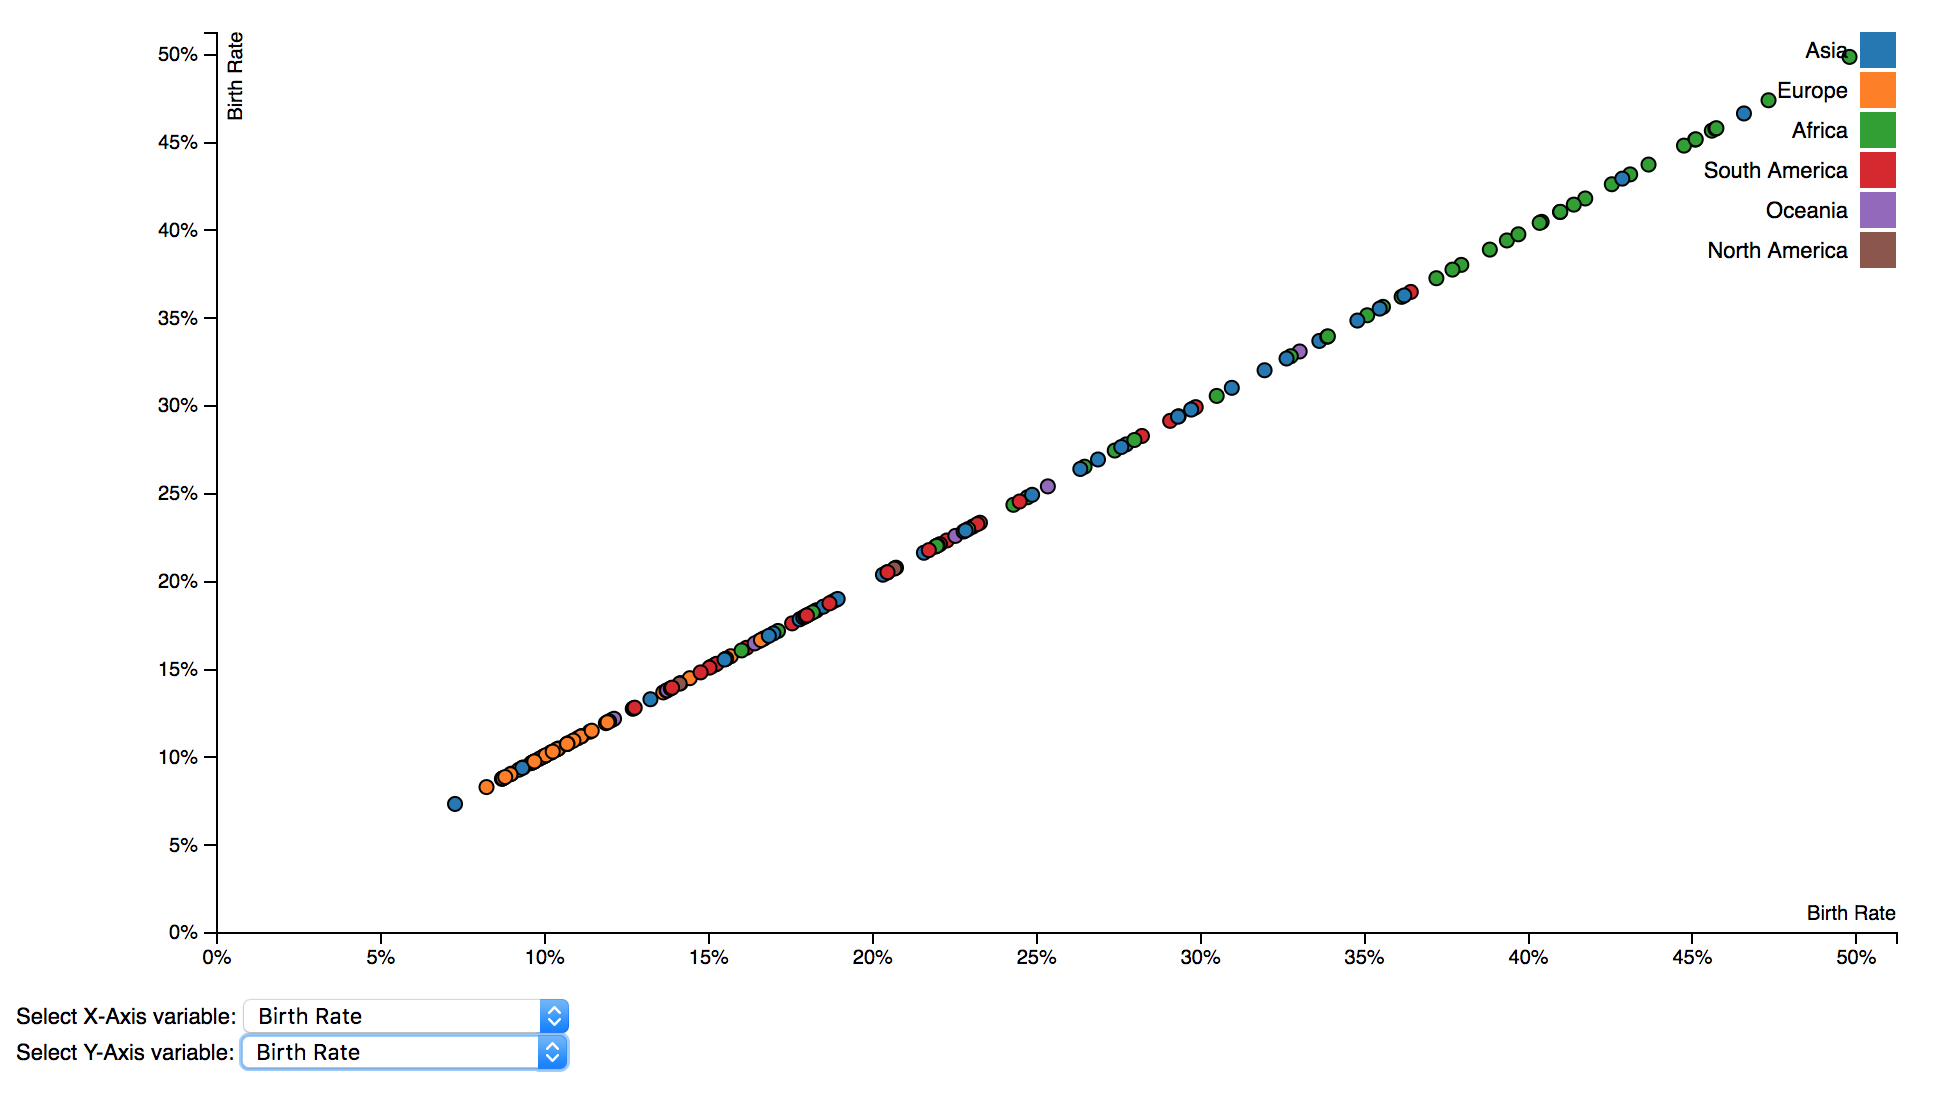 Birth Rate
50%
45%
40%
35%
30%
25%
20%
15%
10%
5%
0%
Asia
Europe
Africa
South America
Oceania
North America
Birth Rate
0% 5% 10% 15% 20% 25% 30% 35% 40% 45% 50%
Select X-Axis variable: Birth Rate
Select Y-Axis variable: Birth Rate